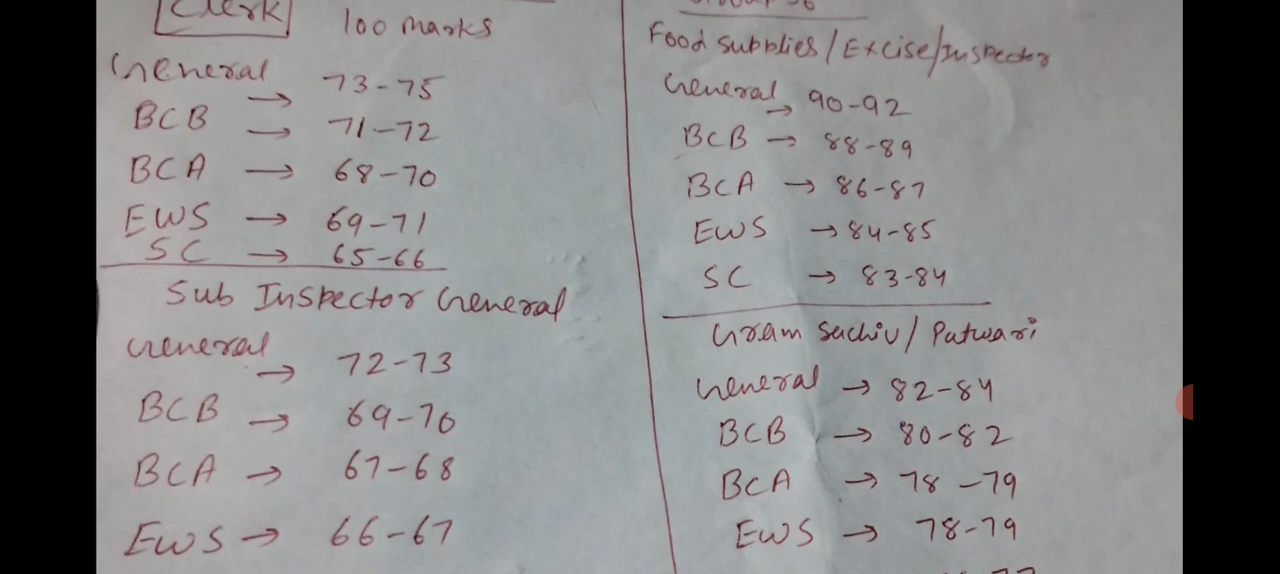 Clerk 100 marks
General → 73-75
BCB → 71-72
BCA → 68-70
EWS → 69-71
SC → 65-66
Sub Inspector General
General → 72-73
BCB → 69-70
BCA → 67-68
EWS → 66-67
Food supplies/Excise/Inspector
General → 90-92
BCB → 88-89
BCA → 86-87
EWS → 84-85
SC → 83-84
Gram Sachiv/Patwari
General → 82-84
BCB → 80-82
BCA → 78-79
EWS → 78-79